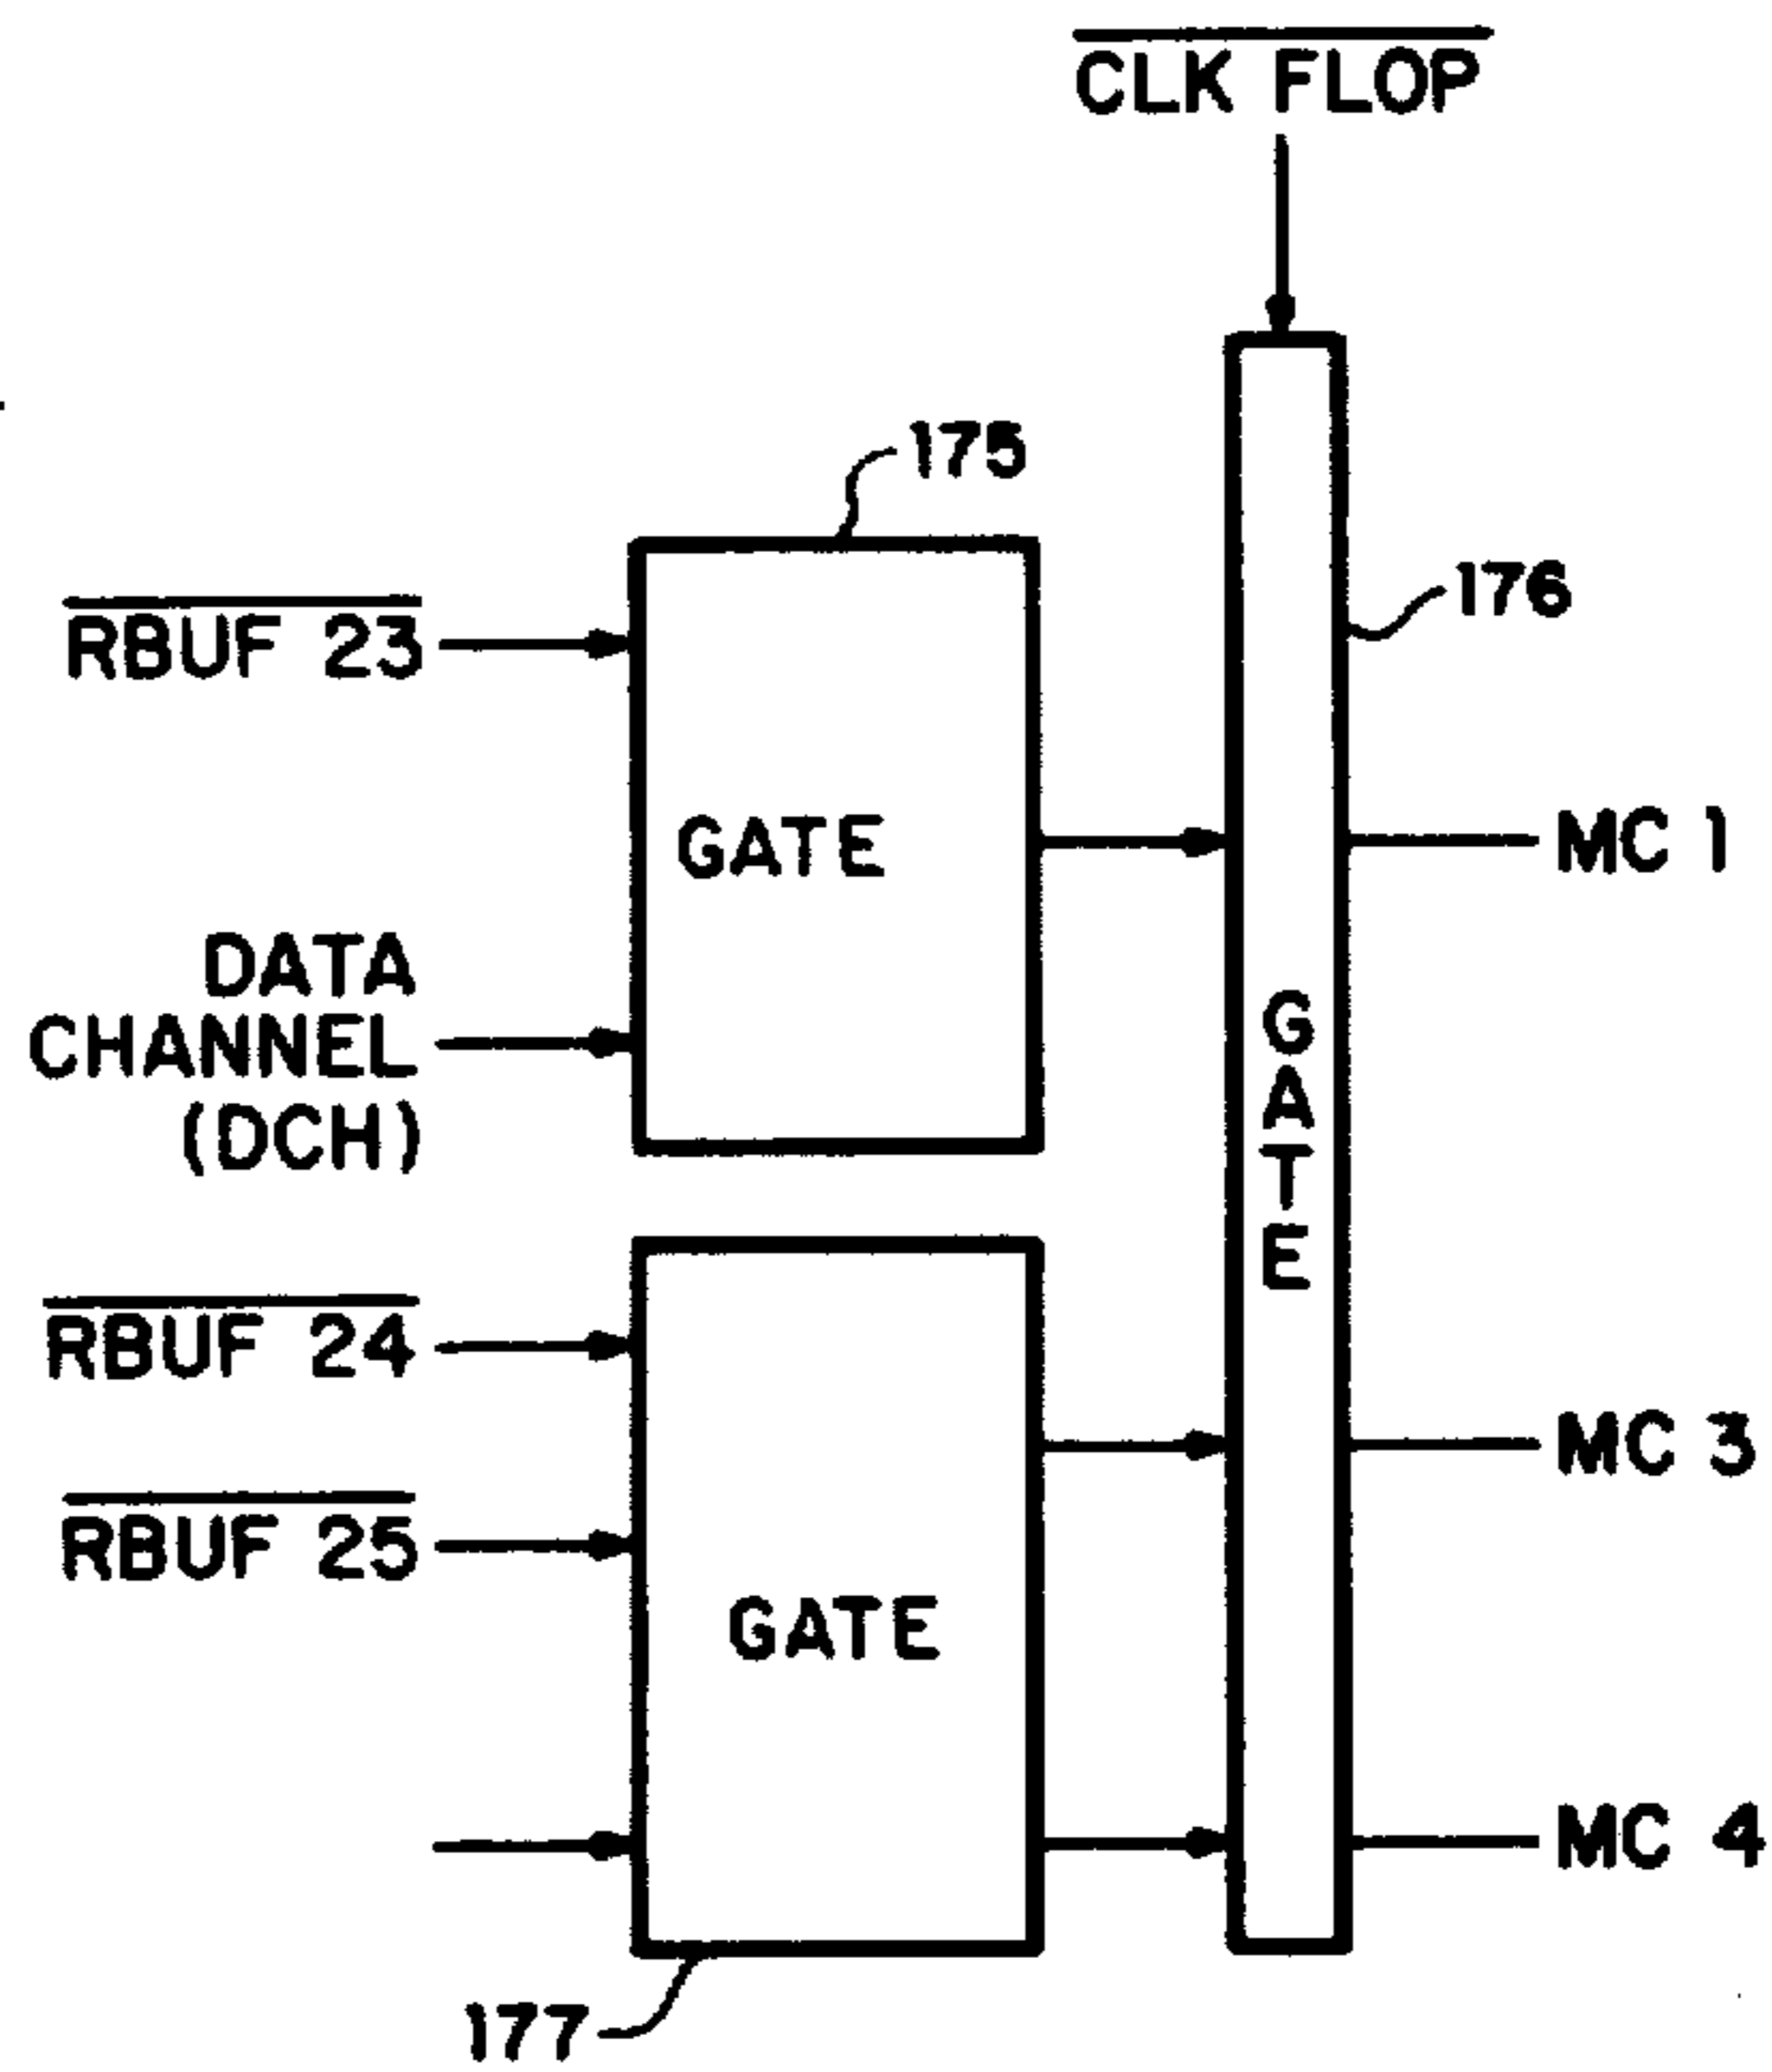 CLK FLOP
175
176
RBUF 23
GATE
MC 1
DATA
CHANNEL
(DCH)
GATE
RBUF 24
MC 3
RBUF 25
GATE
MC 4
177